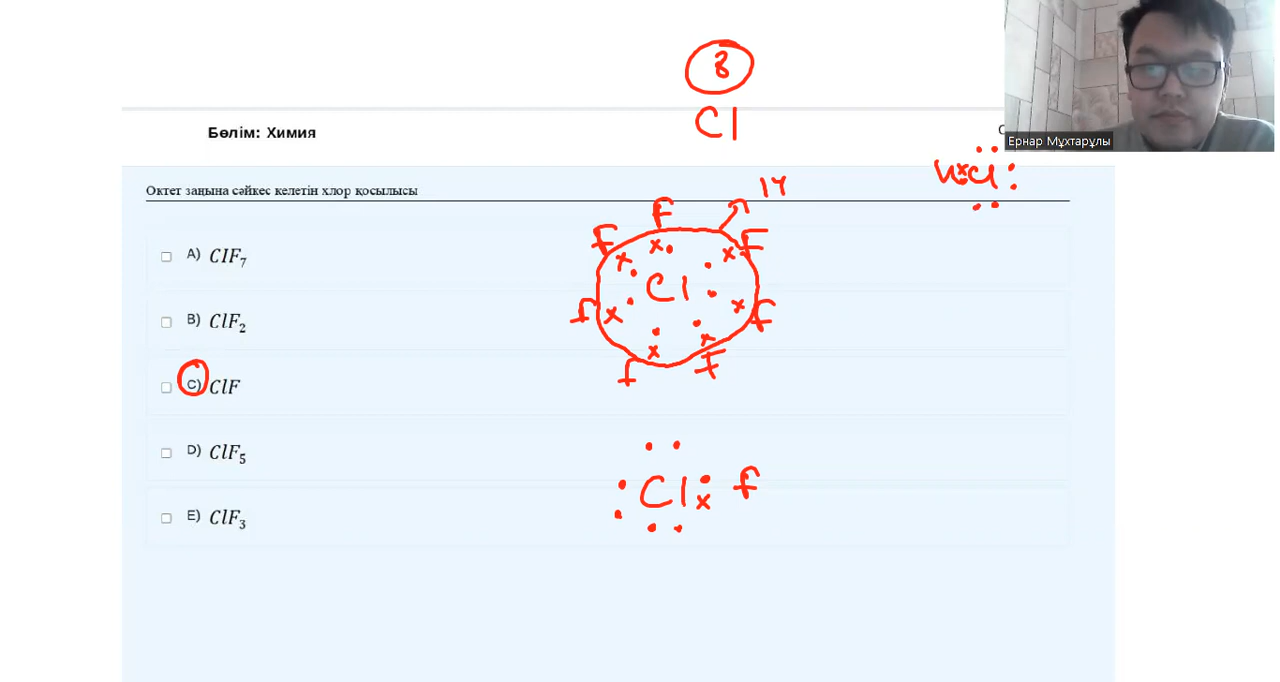 8
Cl
Бөлім: Химия
Ернар Мұхтарұлы
HCl
Октет заңына сәйкес келетін хлор қосылысы
14
F
F
F
A) ClF₇
Cl
F
F
B) ClF₂
F
F
C) ClF
D) ClF₅
Cl F
E) ClF₃